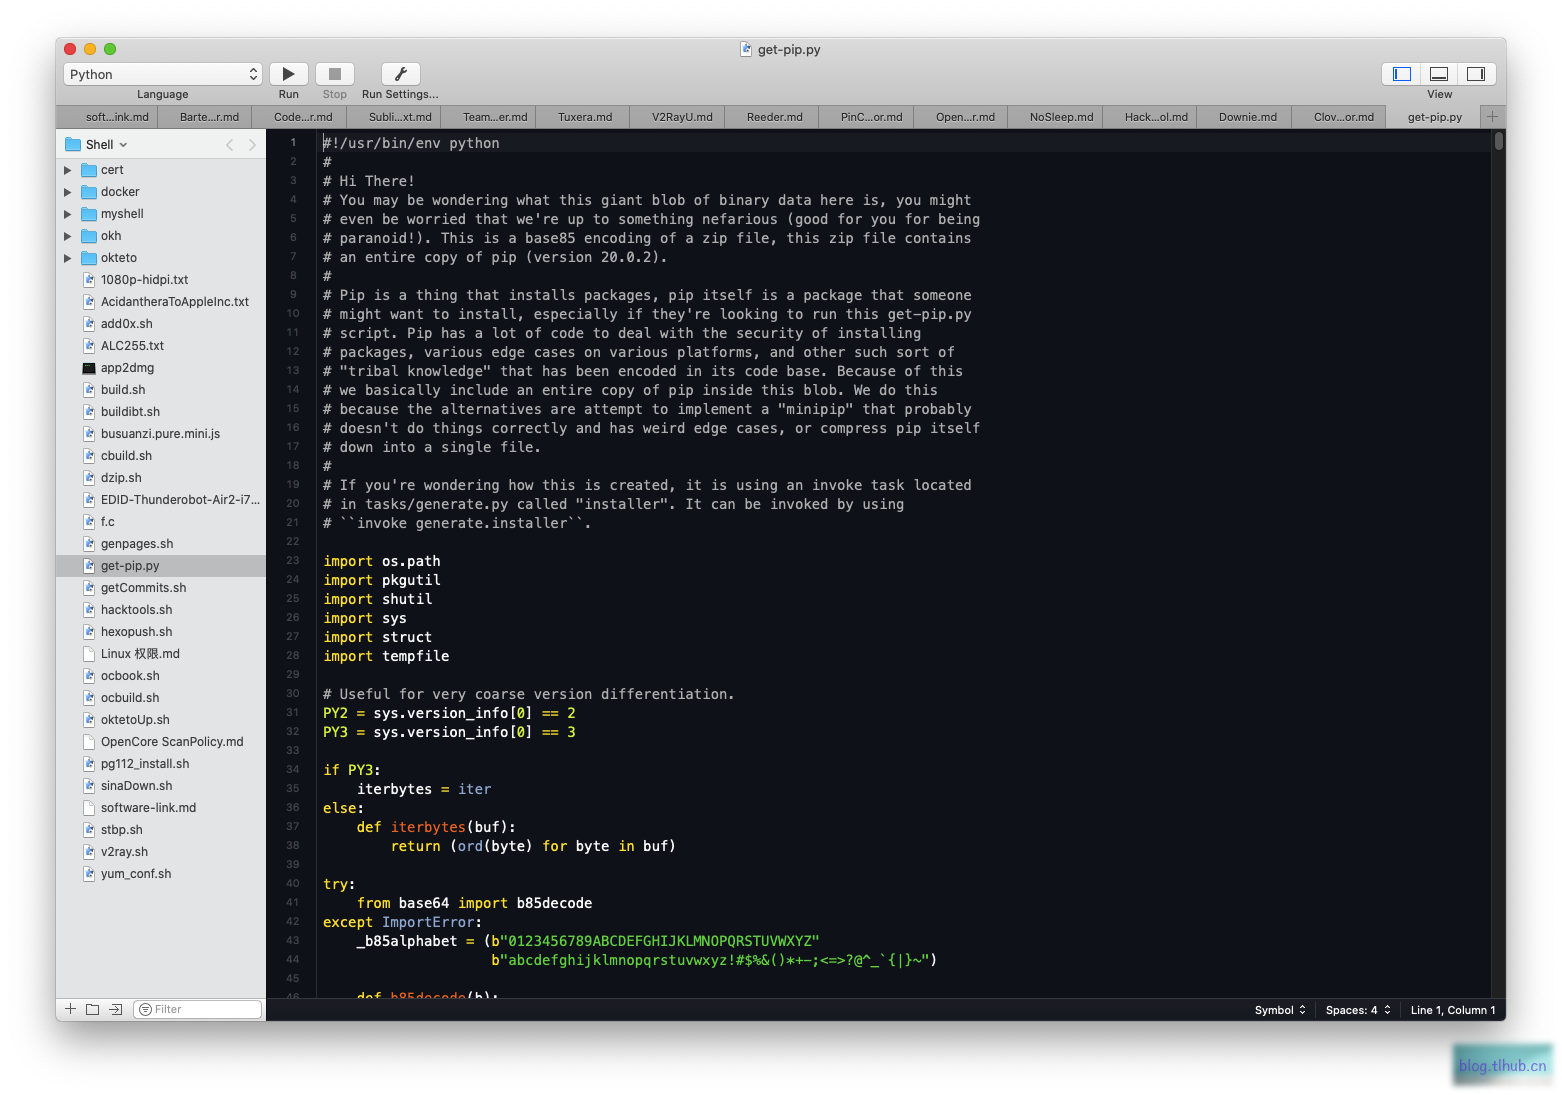 get-pip.py
Python
Language
Run
Stop
Run Settings...
View
soft...ink.md
Barte...r.md
Code...r.md
Subli...xt.md
Team...er.md
Tuxera.md
V2RayU.md
Reeder.md
PinC...or.md
Open...r.md
NoSleep.md
Hack...ol.md
Downie.md
Clov...or.md
get-pip.py
Shell
cert
docker
myshell
okh
okteto
1080p-hidpi.txt
AcidantheraToAppleInc.txt
add0x.sh
ALC255.txt
app2dmg
build.sh
buildibt.sh
busuanzi.pure.mini.js
cbuild.sh
dzip.sh
EDID-Thunderobot-Air2-i7...
f.c
genpages.sh
get-pip.py
getCommits.sh
hacktools.sh
hexopush.sh
Linux 权限.md
ocbook.sh
ocbuild.sh
oktetoUp.sh
OpenCore ScanPolicy.md
pg112_install.sh
sinaDown.sh
software-link.md
stbp.sh
v2ray.sh
yum_conf.sh
Filter
1 #!/usr/bin/env python
2 #
3 # Hi There!
4 # You may be wondering what this giant blob of binary data here is, you might
5 # even be worried that we're up to something nefarious (good for you for being
6 # paranoid!). This is a base85 encoding of a zip file, this zip file contains
7 # an entire copy of pip (version 20.0.2).
8 #
9 # Pip is a thing that installs packages, pip itself is a package that someone
10 # might want to install, especially if they're looking to run this get-pip.py
11 # script. Pip has a lot of code to deal with the security of installing
12 # packages, various edge cases on various platforms, and other such sort of
13 # "tribal knowledge" that has been encoded in its code base. Because of this
14 # we basically include an entire copy of pip inside this blob. We do this
15 # because the alternatives are attempt to implement a "minipip" that probably
16 # doesn't do things correctly and has weird edge cases, or compress pip itself
17 # down into a single file.
18 #
19 # If you're wondering how this is created, it is using an invoke task located
20 # in tasks/generate.py called "installer". It can be invoked by using
21 # ``invoke generate.installer``.
22
23 import os.path
24 import pkgutil
25 import shutil
26 import sys
27 import struct
28 import tempfile
29
30 # Useful for very coarse version differentiation.
31 PY2 = sys.version_info[0] == 2
32 PY3 = sys.version_info[0] == 3
33
34 if PY3:
35     iterbytes = iter
36 else:
37     def iterbytes(buf):
38         return (ord(byte) for byte in buf)
39
40 try:
41     from base64 import b85decode
42 except ImportError:
43     _b85alphabet = (b"0123456789ABCDEFGHIJKLMNOPQRSTUVWXYZ"
44                     b"abcdefghijklmnopqrstuvwxyz!#$%&()*+-;<=>?@^_`{|}~")
45
46     def b85decode(b):
Symbol
Spaces: 4
Line 1, Column 1
blog.tlhub.cn